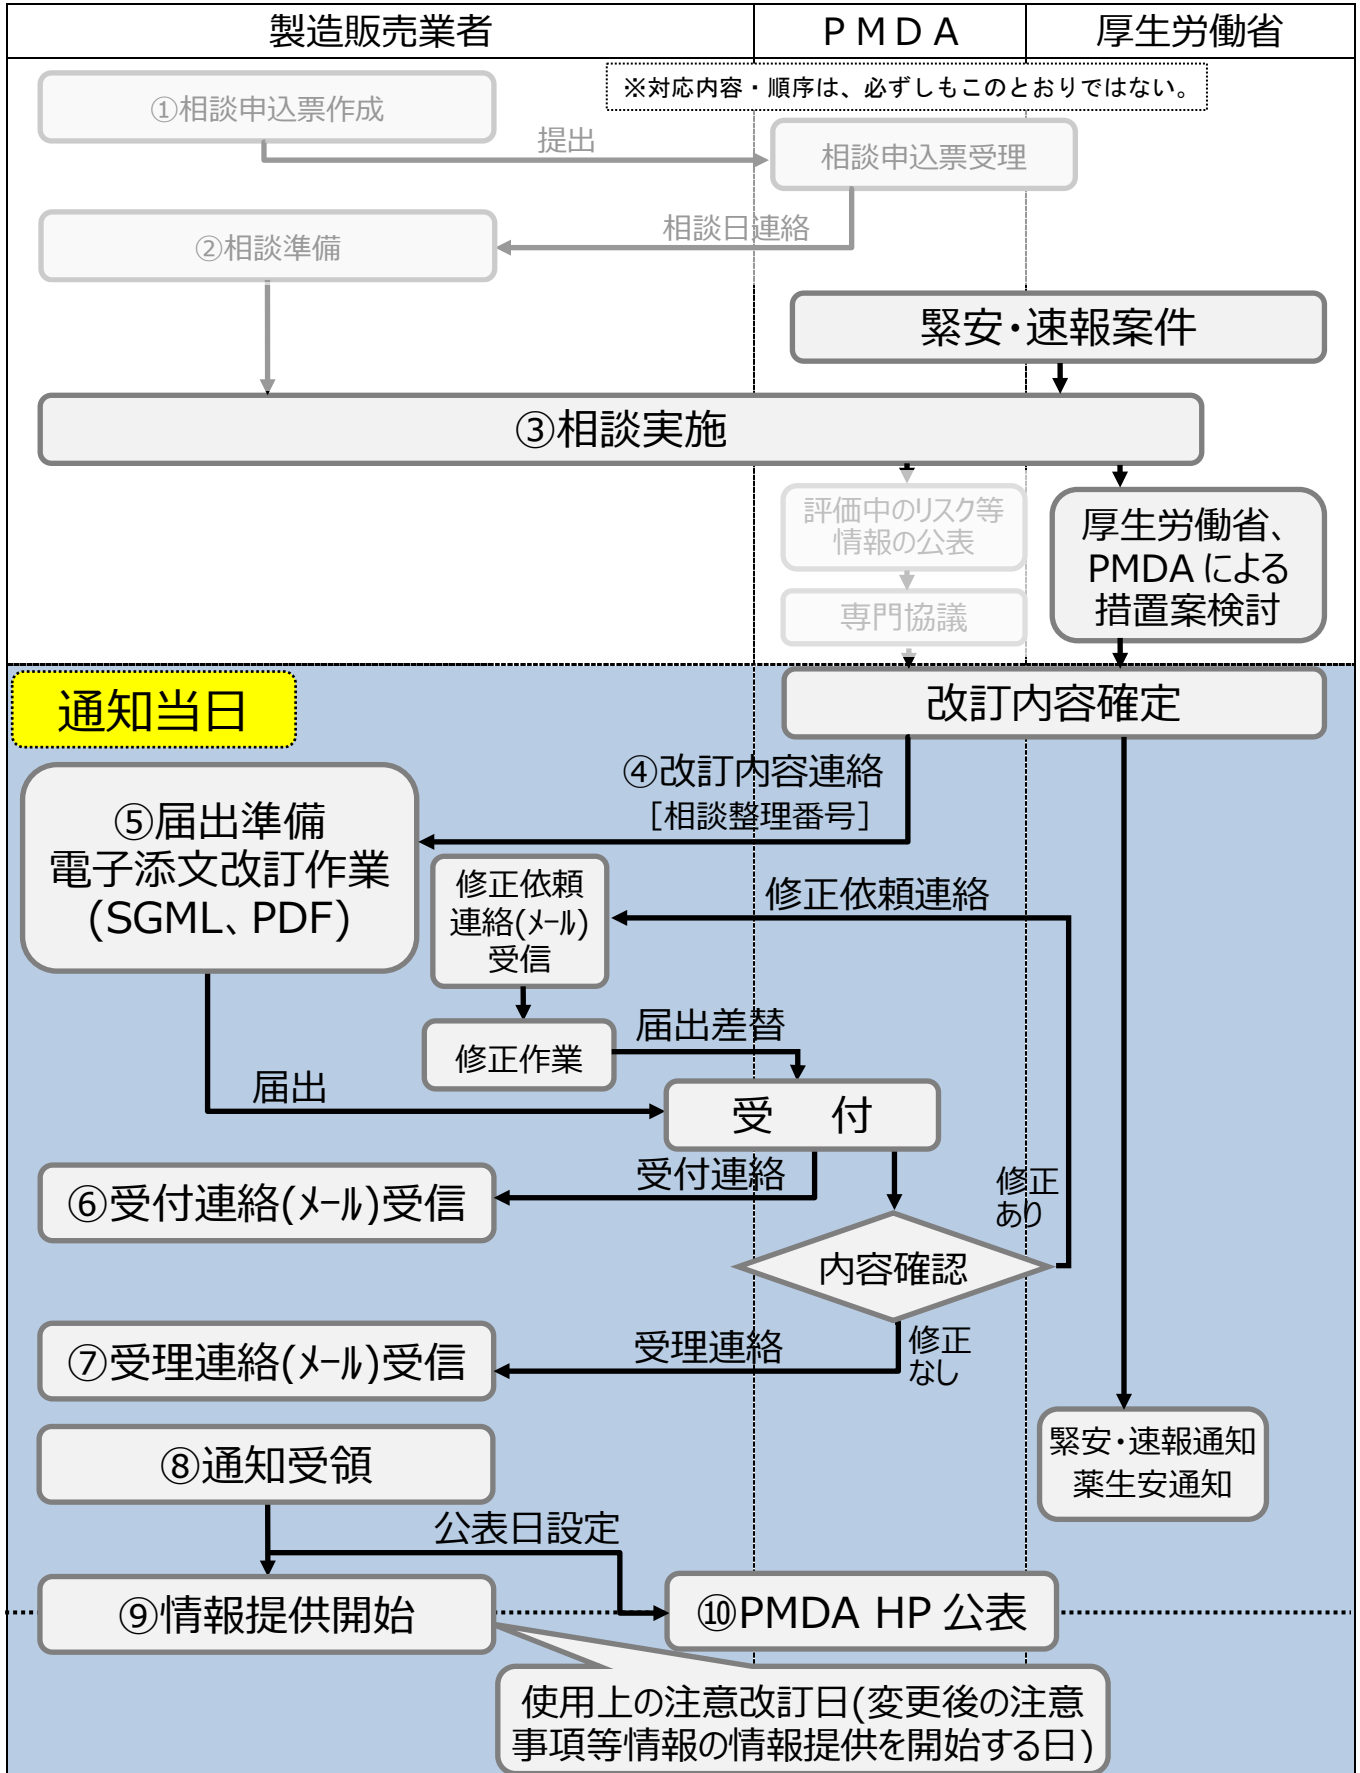 製造販売業者
ＰＭＤＡ
厚生労働省
※対応内容・順序は、必ずしもこのとおりではない。
①相談申込票作成
提出
相談申込票受理
相談日連絡
②相談準備
緊安・速報案件
③相談実施
評価中のリスク等
情報の公表
専門協議
厚生労働省、
PMDAによる
措置案検討
通知当日
改訂内容確定
④改訂内容連絡
［相談整理番号］
⑤届出準備
電子添文改訂作業
(SGML、PDF)
修正依頼
連絡(ﾒｰﾙ)
受信
修正依頼連絡
修正作業
届出差替
届出
受　付
受付連絡
⑥受付連絡(ﾒｰﾙ)受信
修正
あり
内容確認
⑦受理連絡(ﾒｰﾙ)受信
受理連絡
修正
なし
⑧通知受領
緊安・速報通知
薬生安通知
公表日設定
⑨情報提供開始
⑩PMDA HP 公表
使用上の注意改訂日(変更後の注意
事項等情報の情報提供を開始する日)